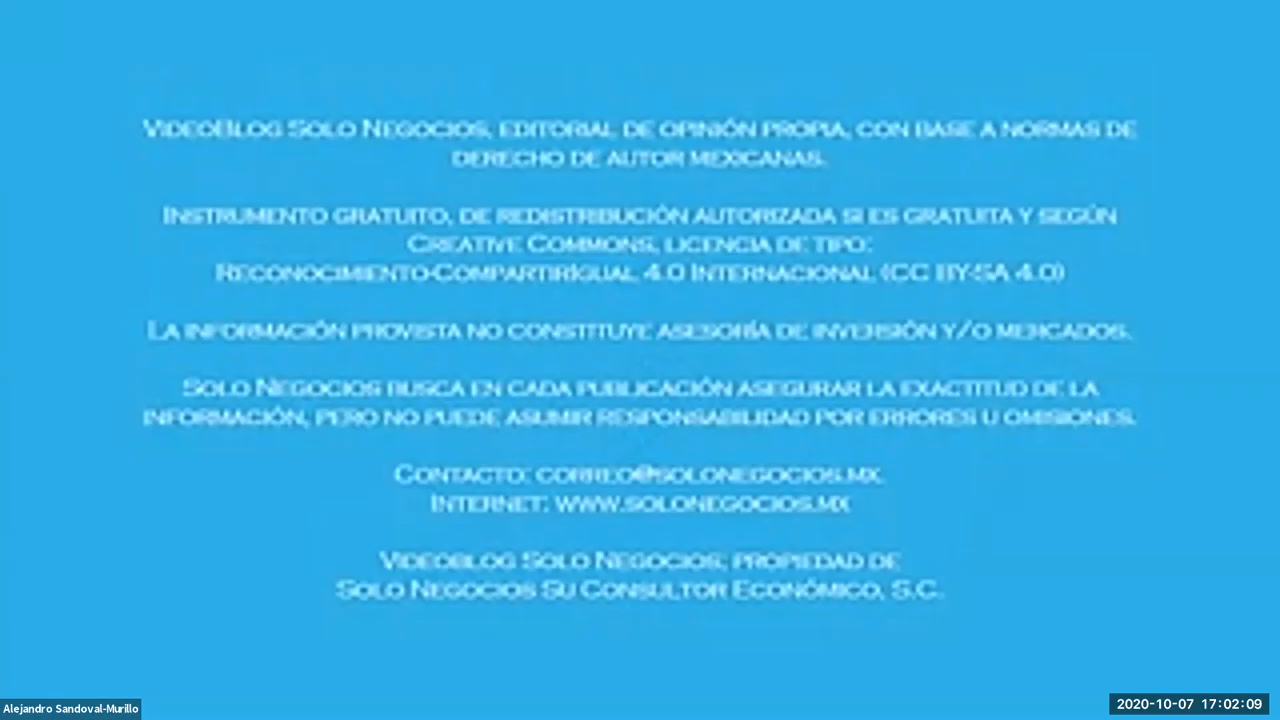 VideoBlog Solo Negocios, editorial de opinión propia, con base a normas de
derecho de autor mexicanas.
Instrumento gratuito, de redistribución autorizada si es gratuita y según
Creative Commons, licencia de tipo:
Reconocimiento-CompartirIgual 4.0 Internacional (CC BY-SA 4.0)
La información provista no constituye asesoría de inversión y/o mercados.
Solo Negocios busca en cada publicación asegurar la exactitud de la
información, pero no puede asumir responsabilidad por errores u omisiones.
Contacto: correo@solonegocios.mx
Internet: www.solonegocios.mx
Videoblog Solo Negocios; propiedad de
Solo Negocios Su Consultor Económico, S.C.
Alejandro Sandoval-Murillo
2020-10-07 17:02:09